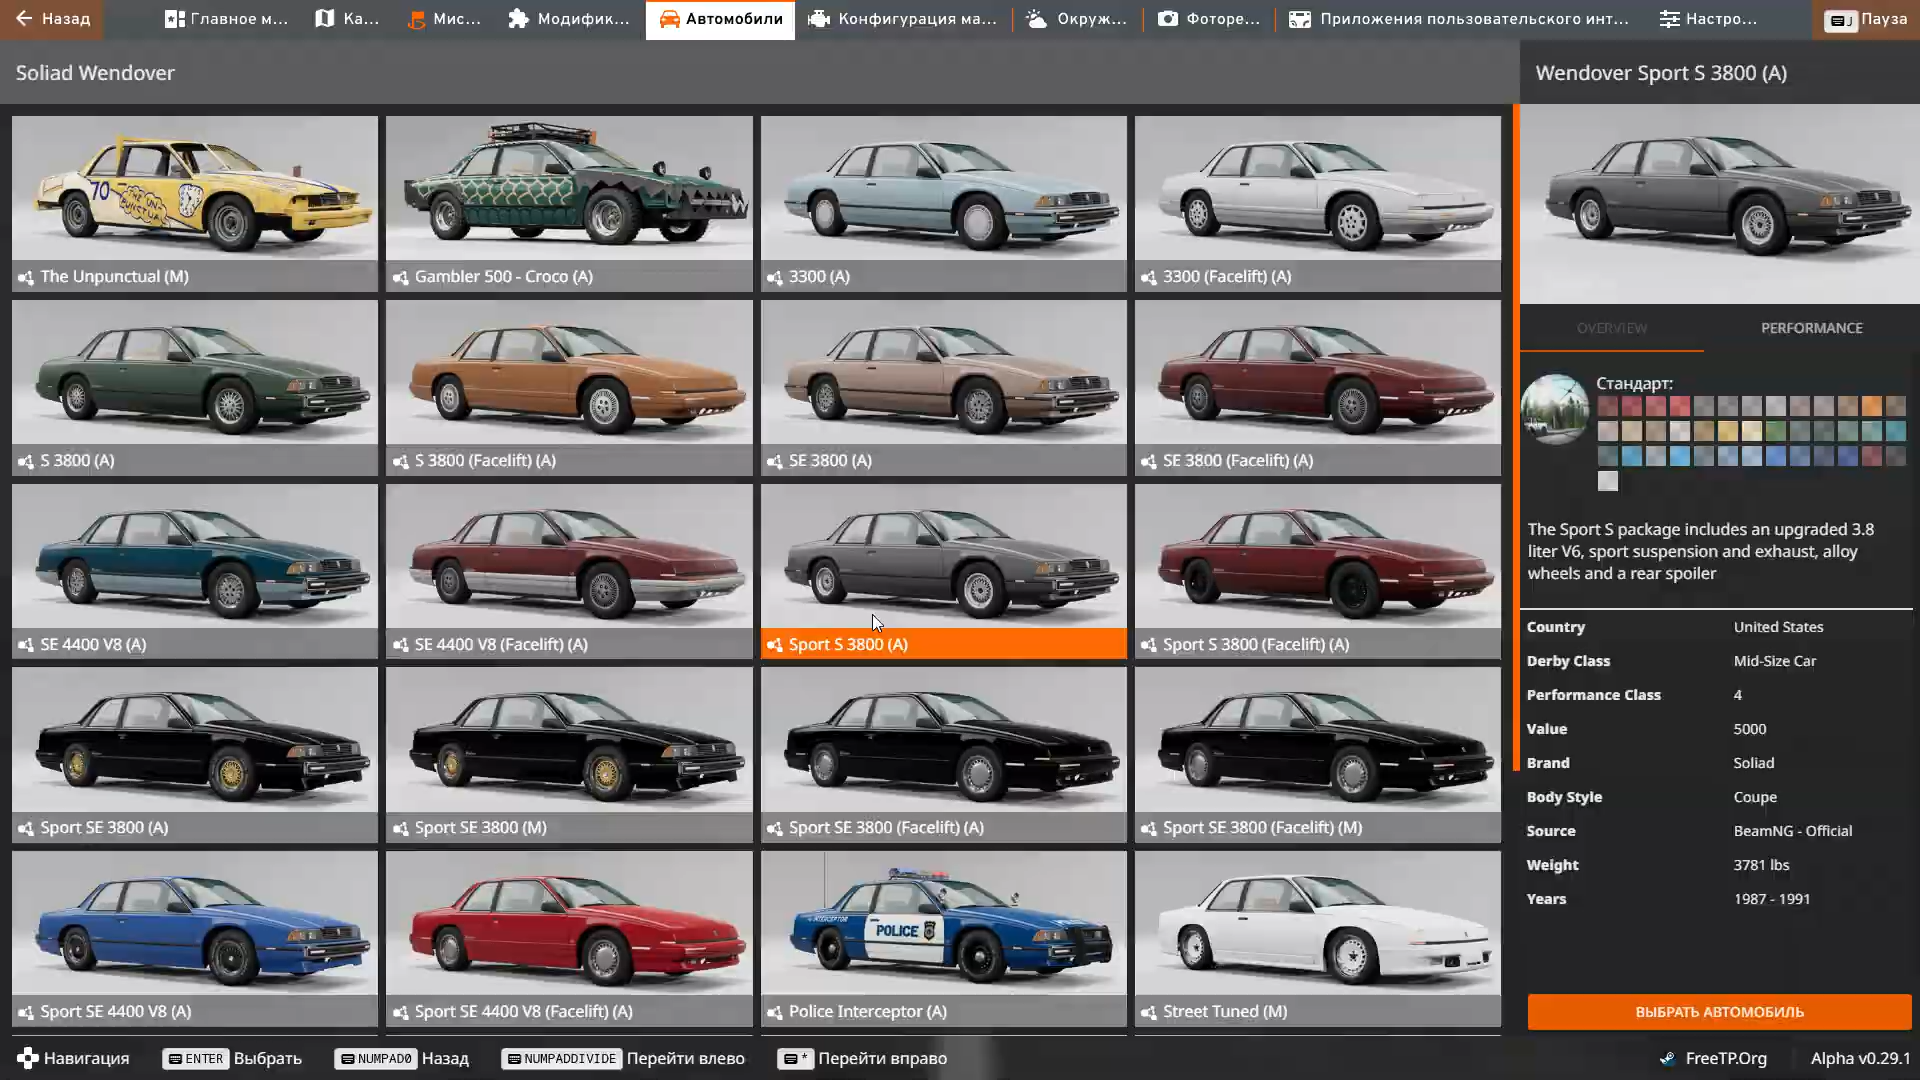 Назад
Главное м...
Ка...
Мис...
Модифик...
Автомобили
Конфигурация ма...
Окруж...
Фоторе...
Приложения пользовательского инт...
Настро...
J Пауза
Soliad Wendover
Wendover Sport S 3800 (A)
70
The Unpunctual (M)
Gambler 500 - Croco (A)
3300 (A)
3300 (Facelift) (A)
S 3800 (A)
S 3800 (Facelift) (A)
SE 3800 (A)
SE 3800 (Facelift) (A)
SE 4400 V8 (A)
SE 4400 V8 (Facelift) (A)
Sport S 3800 (A)
Sport S 3800 (Facelift) (A)
Sport SE 3800 (A)
Sport SE 3800 (M)
Sport SE 3800 (Facelift) (A)
Sport SE 3800 (Facelift) (M)
INTERCEPTOR
POLICE
Sport SE 4400 V8 (A)
Sport SE 4400 V8 (Facelift) (A)
Police Interceptor (A)
Street Tuned (M)
OVERVIEW
PERFORMANCE
Стандарт:
The Sport S package includes an upgraded 3.8
liter V6, sport suspension and exhaust, alloy
wheels and a rear spoiler
Country United States
Derby Class Mid-Size Car
Performance Class 4
Value 5000
Brand Soliad
Body Style Coupe
Source BeamNG - Official
Weight 3781 lbs
Years 1987 - 1991
ВЫБРАТЬ АВТОМОБИЛЬ
Навигация
ENTER Выбрать
NUMPAD0 Назад
NUMPADDIVIDE Перейти влево
* Перейти вправо
FreeTP.Org
Alpha v0.29.1